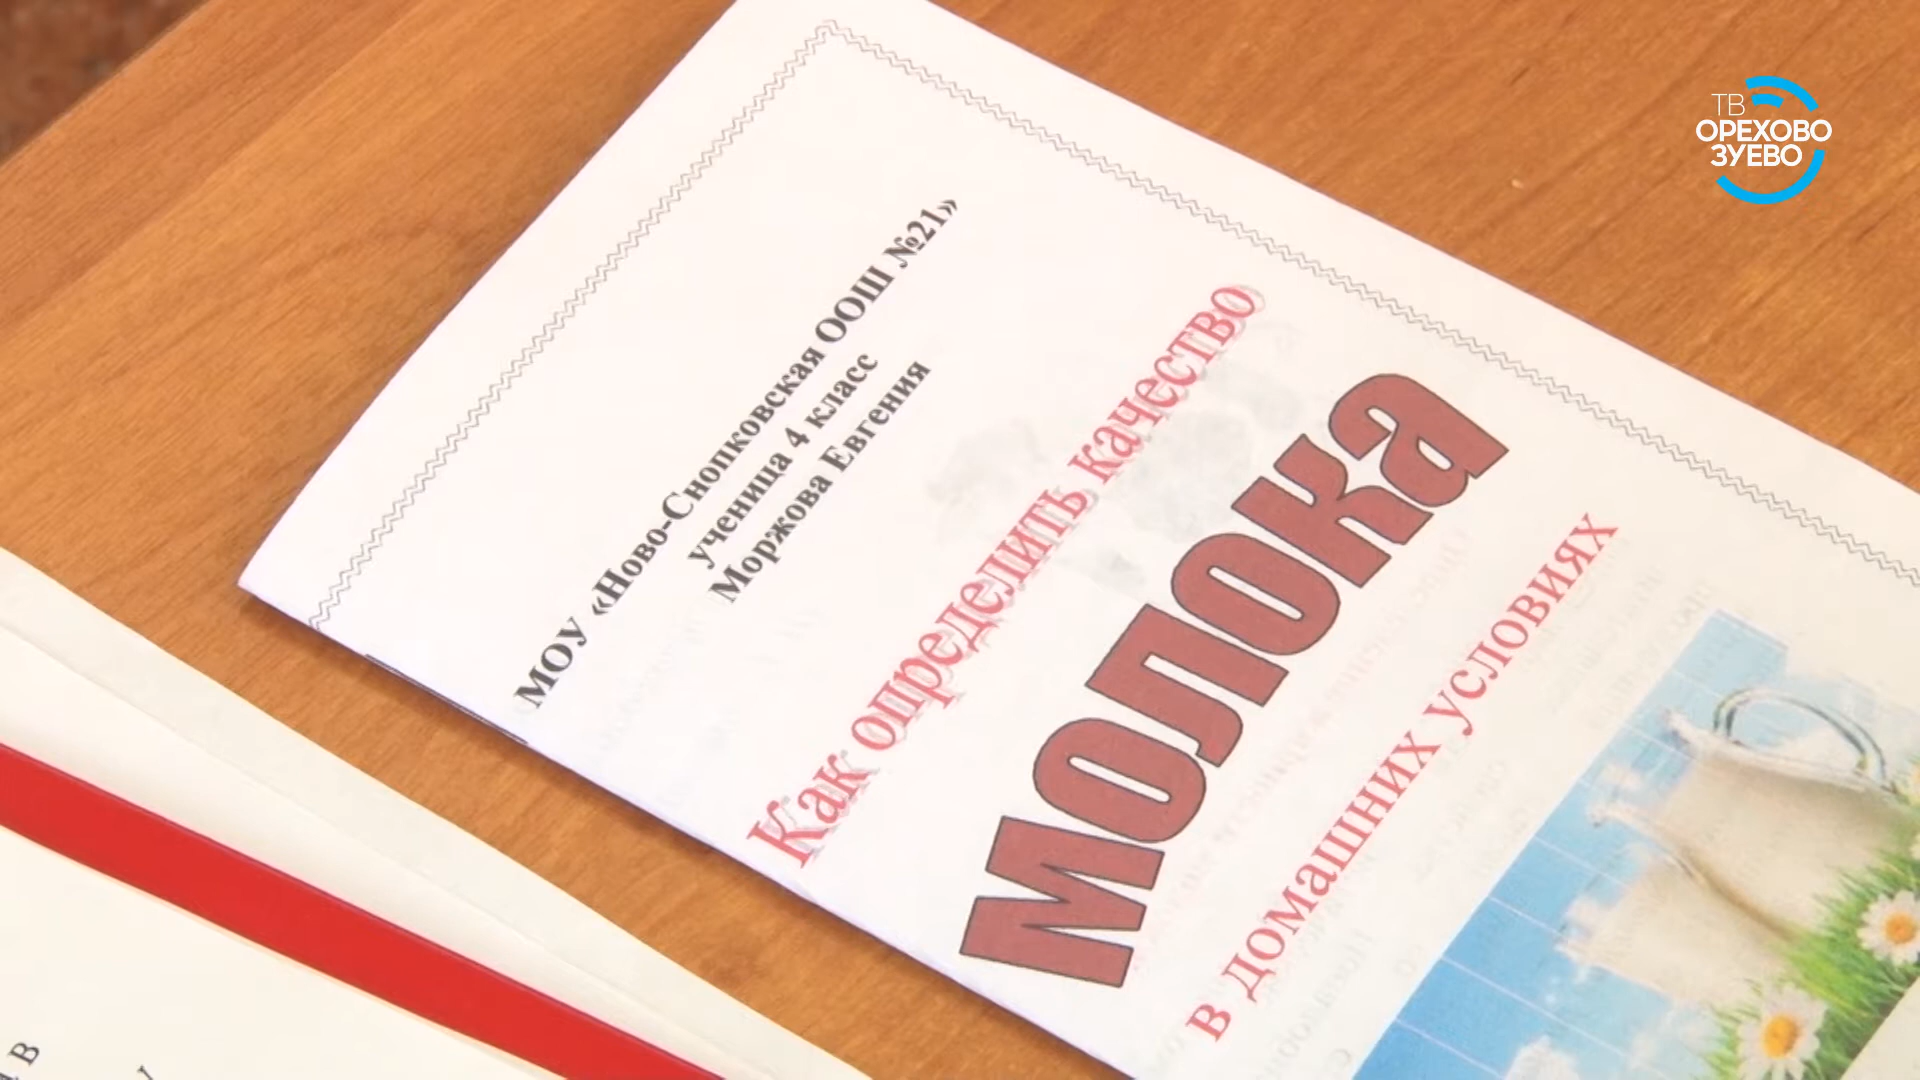 МОУ «Ново-Снопковская ООШ №21»
ученица 4 класс
Моржова Евгения
Как определить качество
молока
в домашних условиях
ТВ
ОРЕХОВО
ЗУЕВО